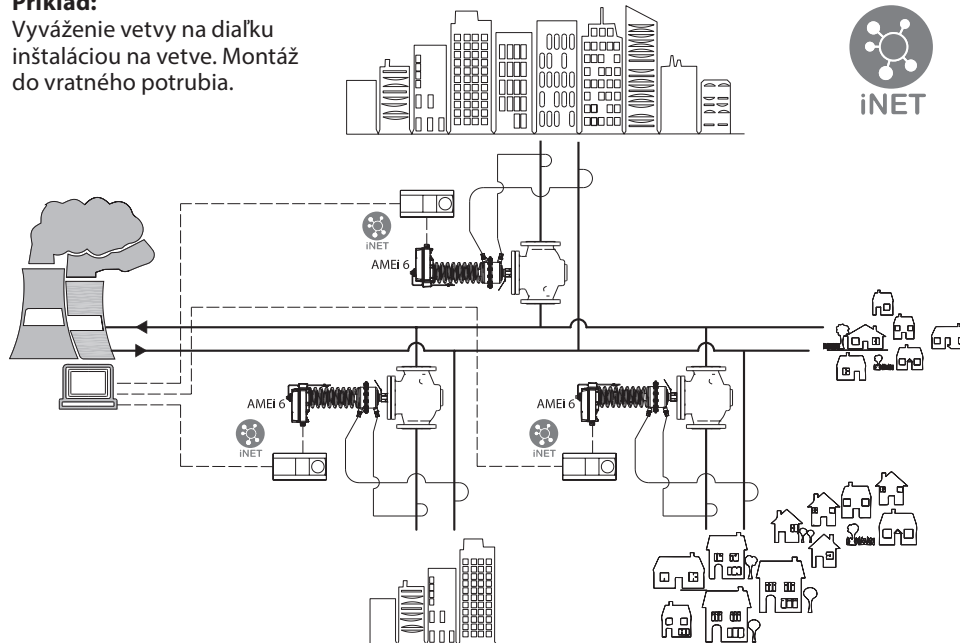 Príklad:
Vyváženie vetvy na diaľku
inštaláciou na vetve. Montáž
do vratného potrubia.
iNET
iNET
AMEi 6
AMEi 6
iNET
AMEi 6
iNET